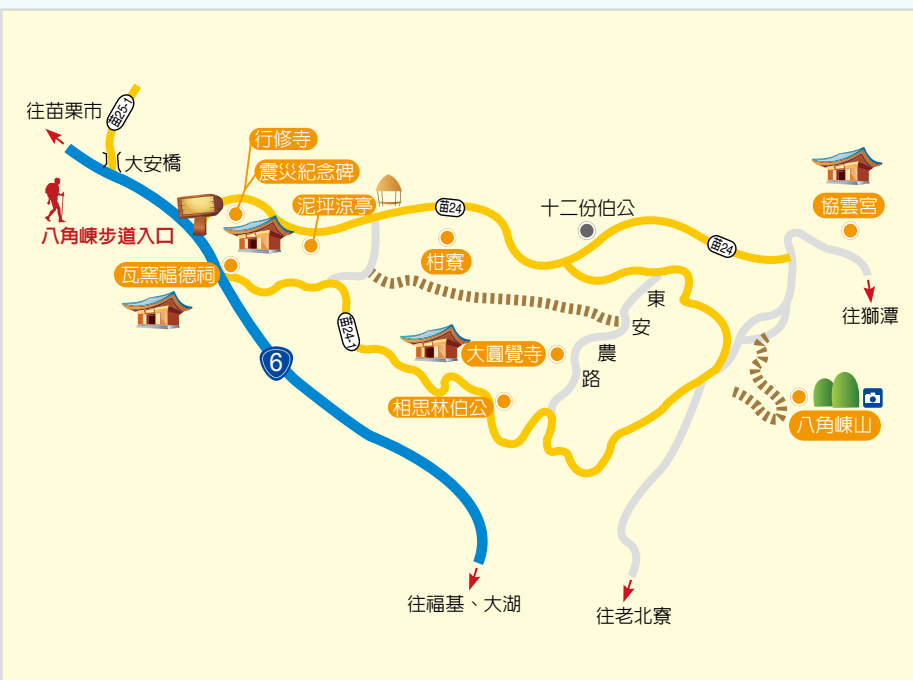 往苗栗市
苗25-1
大安橋
行修寺
震災紀念碑
泥坪涼亭
八角崠步道入口
瓦窯福德祠
苗24
柑寮
十二份伯公
苗24
協雲宮
往獅潭
苗24-1
6
大圓覺寺
相思林伯公
東安農路
八角崠山
往福基、大湖
往老北寮